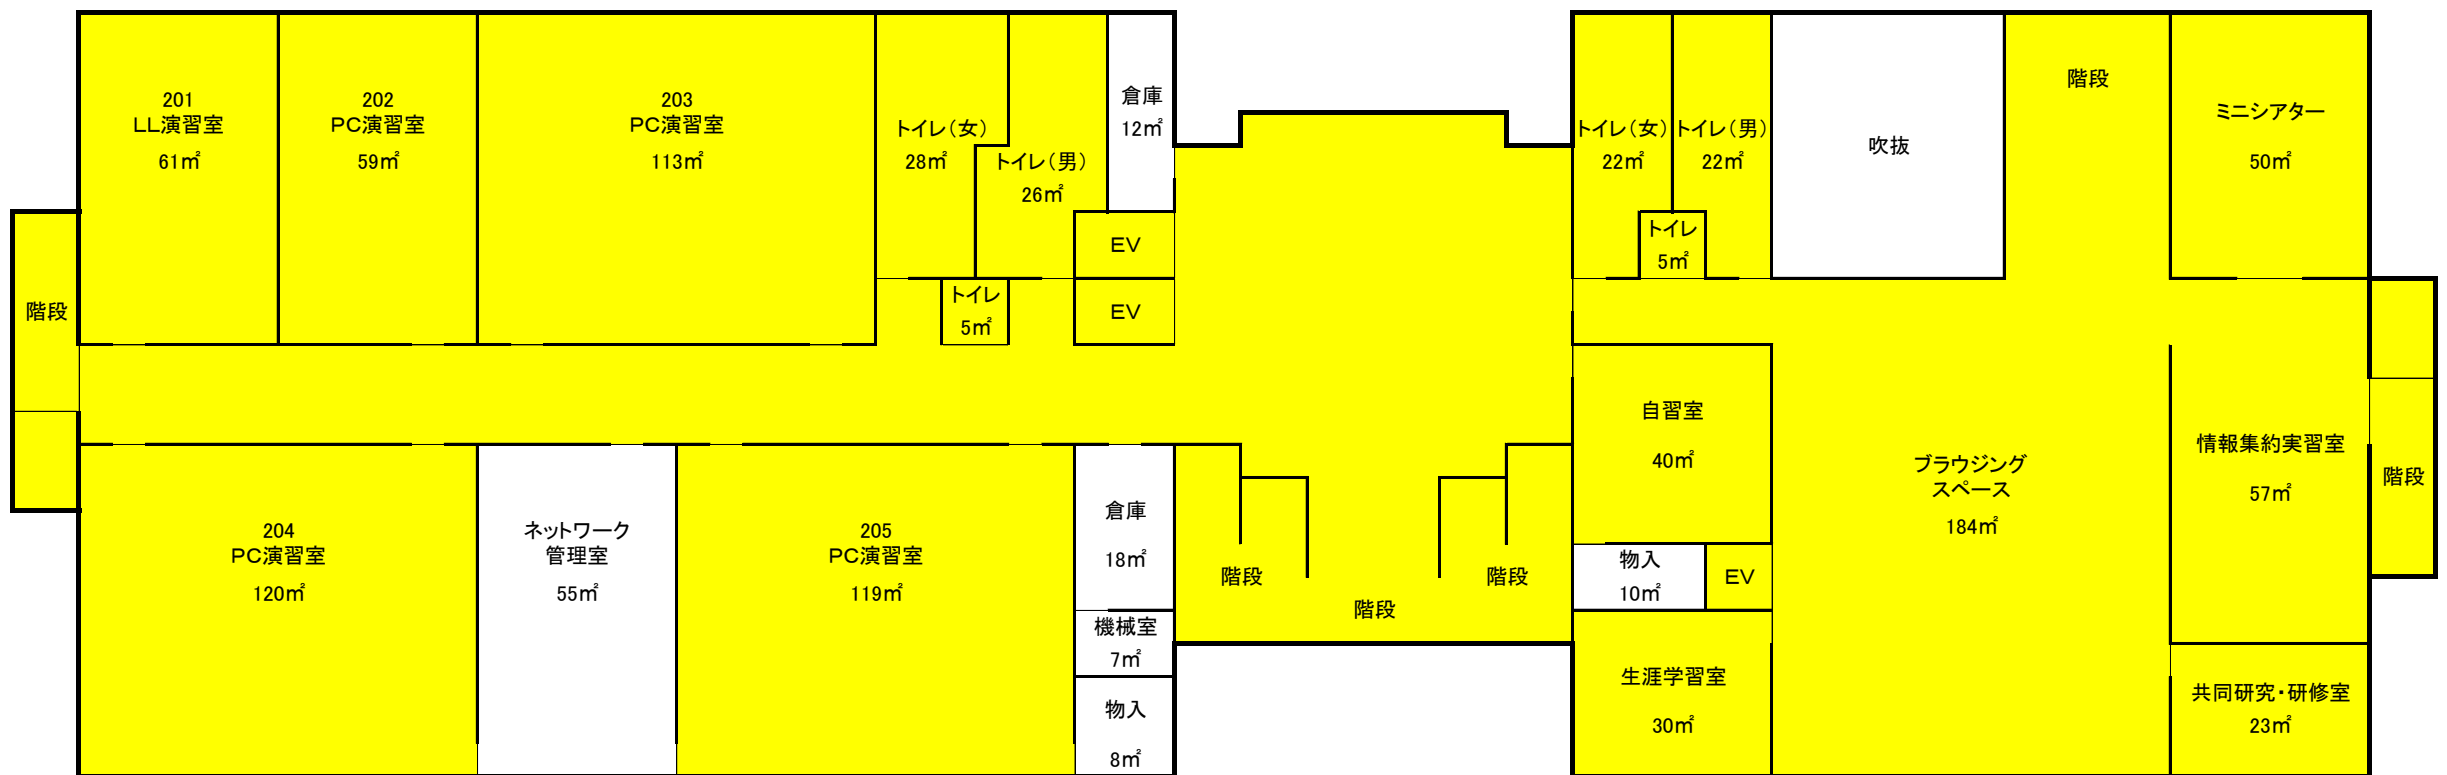 201
ＬＬ演習室
61㎡
202
ＰＣ演習室
59㎡
203
ＰＣ演習室
113㎡
トイレ（女）
28㎡
トイレ（男）
26㎡
倉庫
12㎡
ＥＶ
ＥＶ
トイレ
5㎡
階段
204
ＰＣ演習室
120㎡
ネットワーク
管理室
55㎡
205
ＰＣ演習室
119㎡
倉庫
18㎡
機械室
7㎡
物入
8㎡
階段
階段
階段
トイレ（女）
22㎡
トイレ（男）
22㎡
トイレ
5㎡
吹抜
階段
ミニシアター
50㎡
自習室
40㎡
物入
10㎡
ＥＶ
生涯学習室
30㎡
ブラウジング
スペース
184㎡
情報集約実習室
57㎡
階段
共同研究・研修室
23㎡